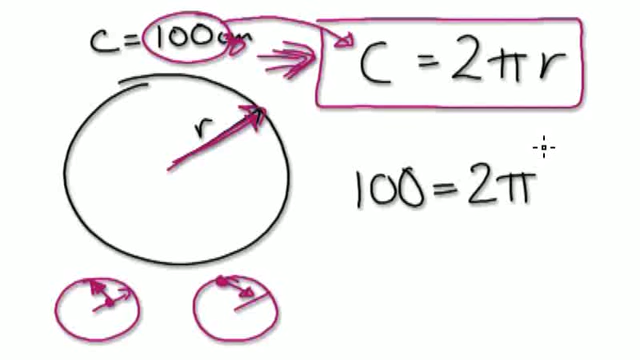 C = 100cm
C = 2πr
r
100 = 2π